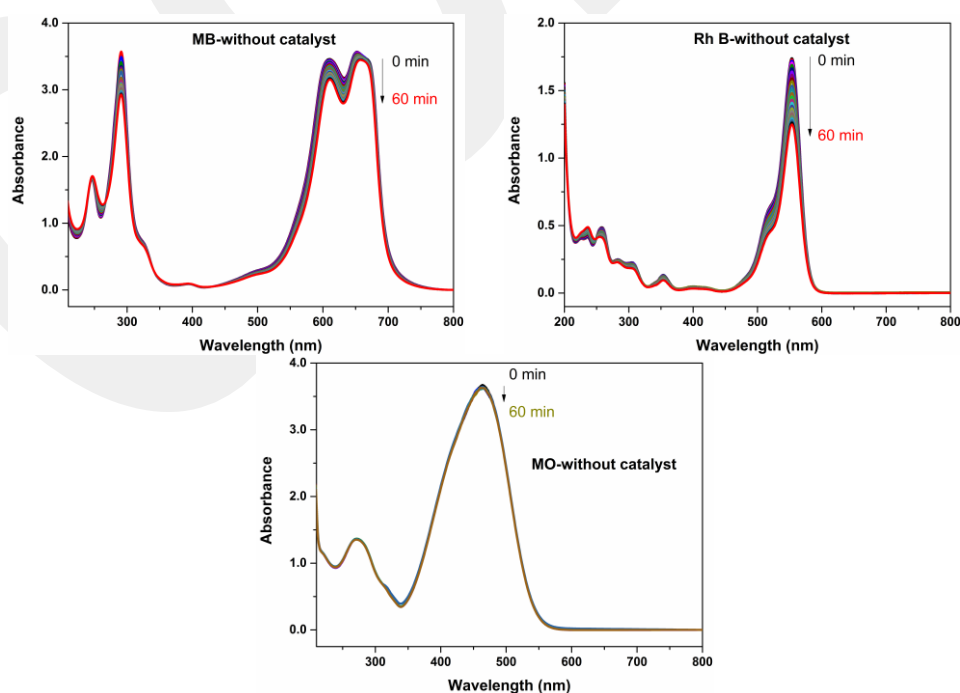 MB-without catalyst
0 min
60 min
4.0
3.0
2.0
1.0
0.0
Absorbance
300 400 500 600 700 800
Wavelength (nm)
Rh B-without catalyst
0 min
60 min
2.0
1.5
1.0
0.5
0.0
Absorbance
200 300 400 500 600 700 800
Wavelength (nm)
0 min
60 min
MO-without catalyst
4.0
3.0
2.0
1.0
0.0
Absorbance
300 400 500 600 700 800
Wavelength (nm)